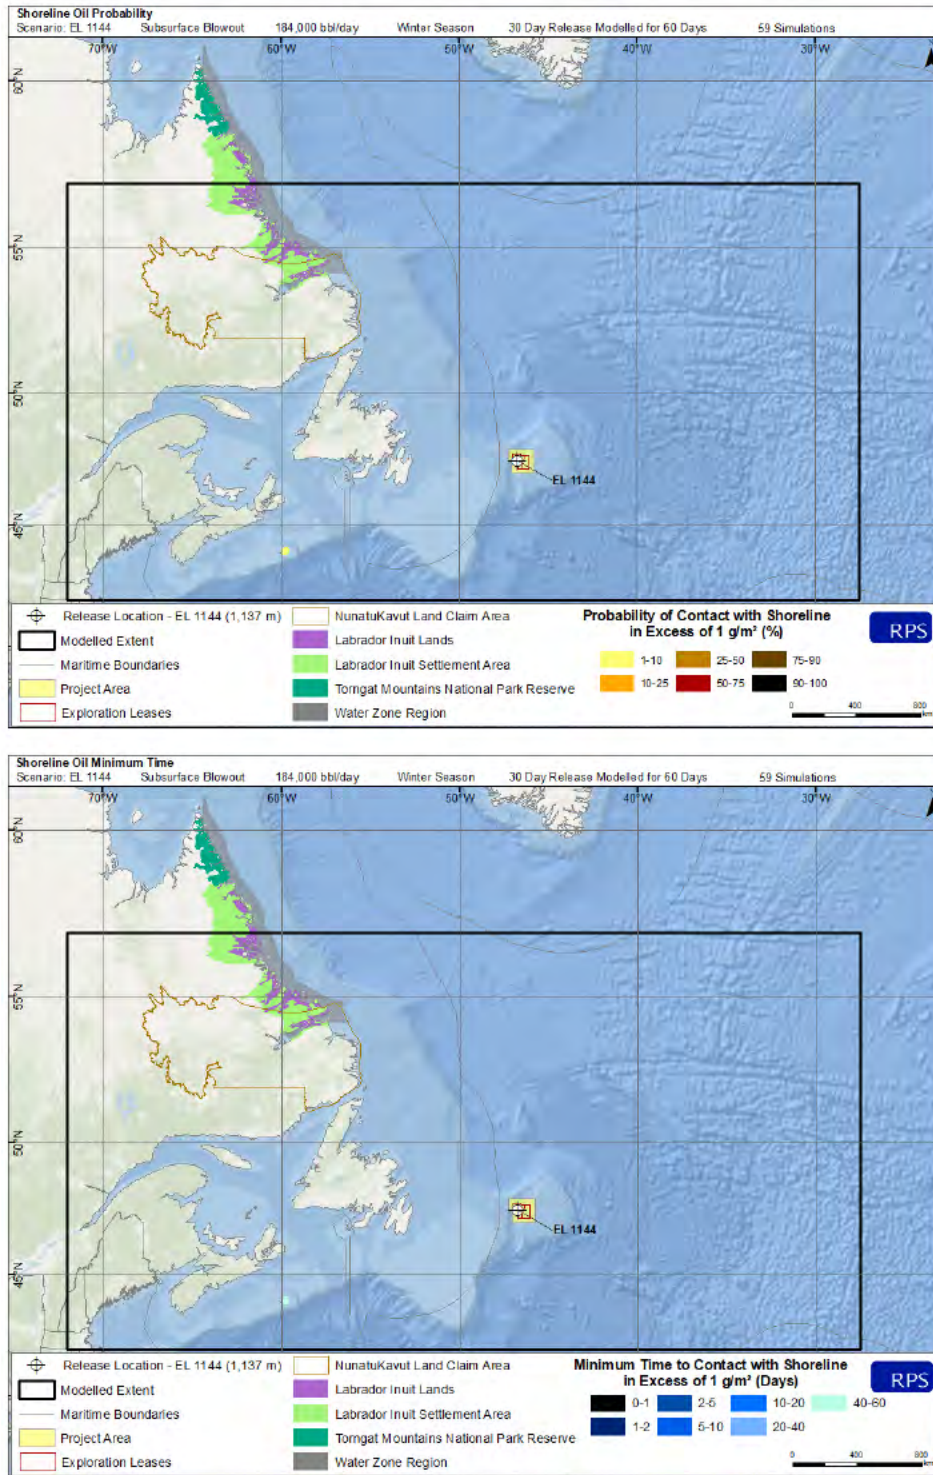 Shoreline Oil Probability
Scenario: EL 1144 Subsurface Blowout 184,000 bbl/day Winter Season 30 Day Release Modelled for 60 Days 59 Simulations
70°W 60°W 50°W 40°W 30°W
60°N
55°N
50°N
45°N
EL 1144
Release Location - EL 1144 (1,137 m)
Modelled Extent
Maritime Boundaries
Project Area
Exploration Leases
NunatuKavut Land Claim Area
Labrador Inuit Lands
Labrador Inuit Settlement Area
Torngat Mountains National Park Reserve
Water Zone Region
Probability of Contact with Shoreline
in Excess of 1 g/m² (%)
1-10 25-50 75-90
10-25 50-75 90-100
RPS
0 400 800
km
Shoreline Oil Minimum Time
Scenario: EL 1144 Subsurface Blowout 184,000 bbl/day Winter Season 30 Day Release Modelled for 60 Days 59 Simulations
70°W 60°W 50°W 40°W 30°W
60°N
55°N
50°N
45°N
EL 1144
Release Location - EL 1144 (1,137 m)
Modelled Extent
Maritime Boundaries
Project Area
Exploration Leases
NunatuKavut Land Claim Area
Labrador Inuit Lands
Labrador Inuit Settlement Area
Torngat Mountains National Park Reserve
Water Zone Region
Minimum Time to Contact with Shoreline
in Excess of 1 g/m² (Days)
0-1 2-5 10-20 40-60
1-2 5-10 20-40
RPS
0 400 800
km